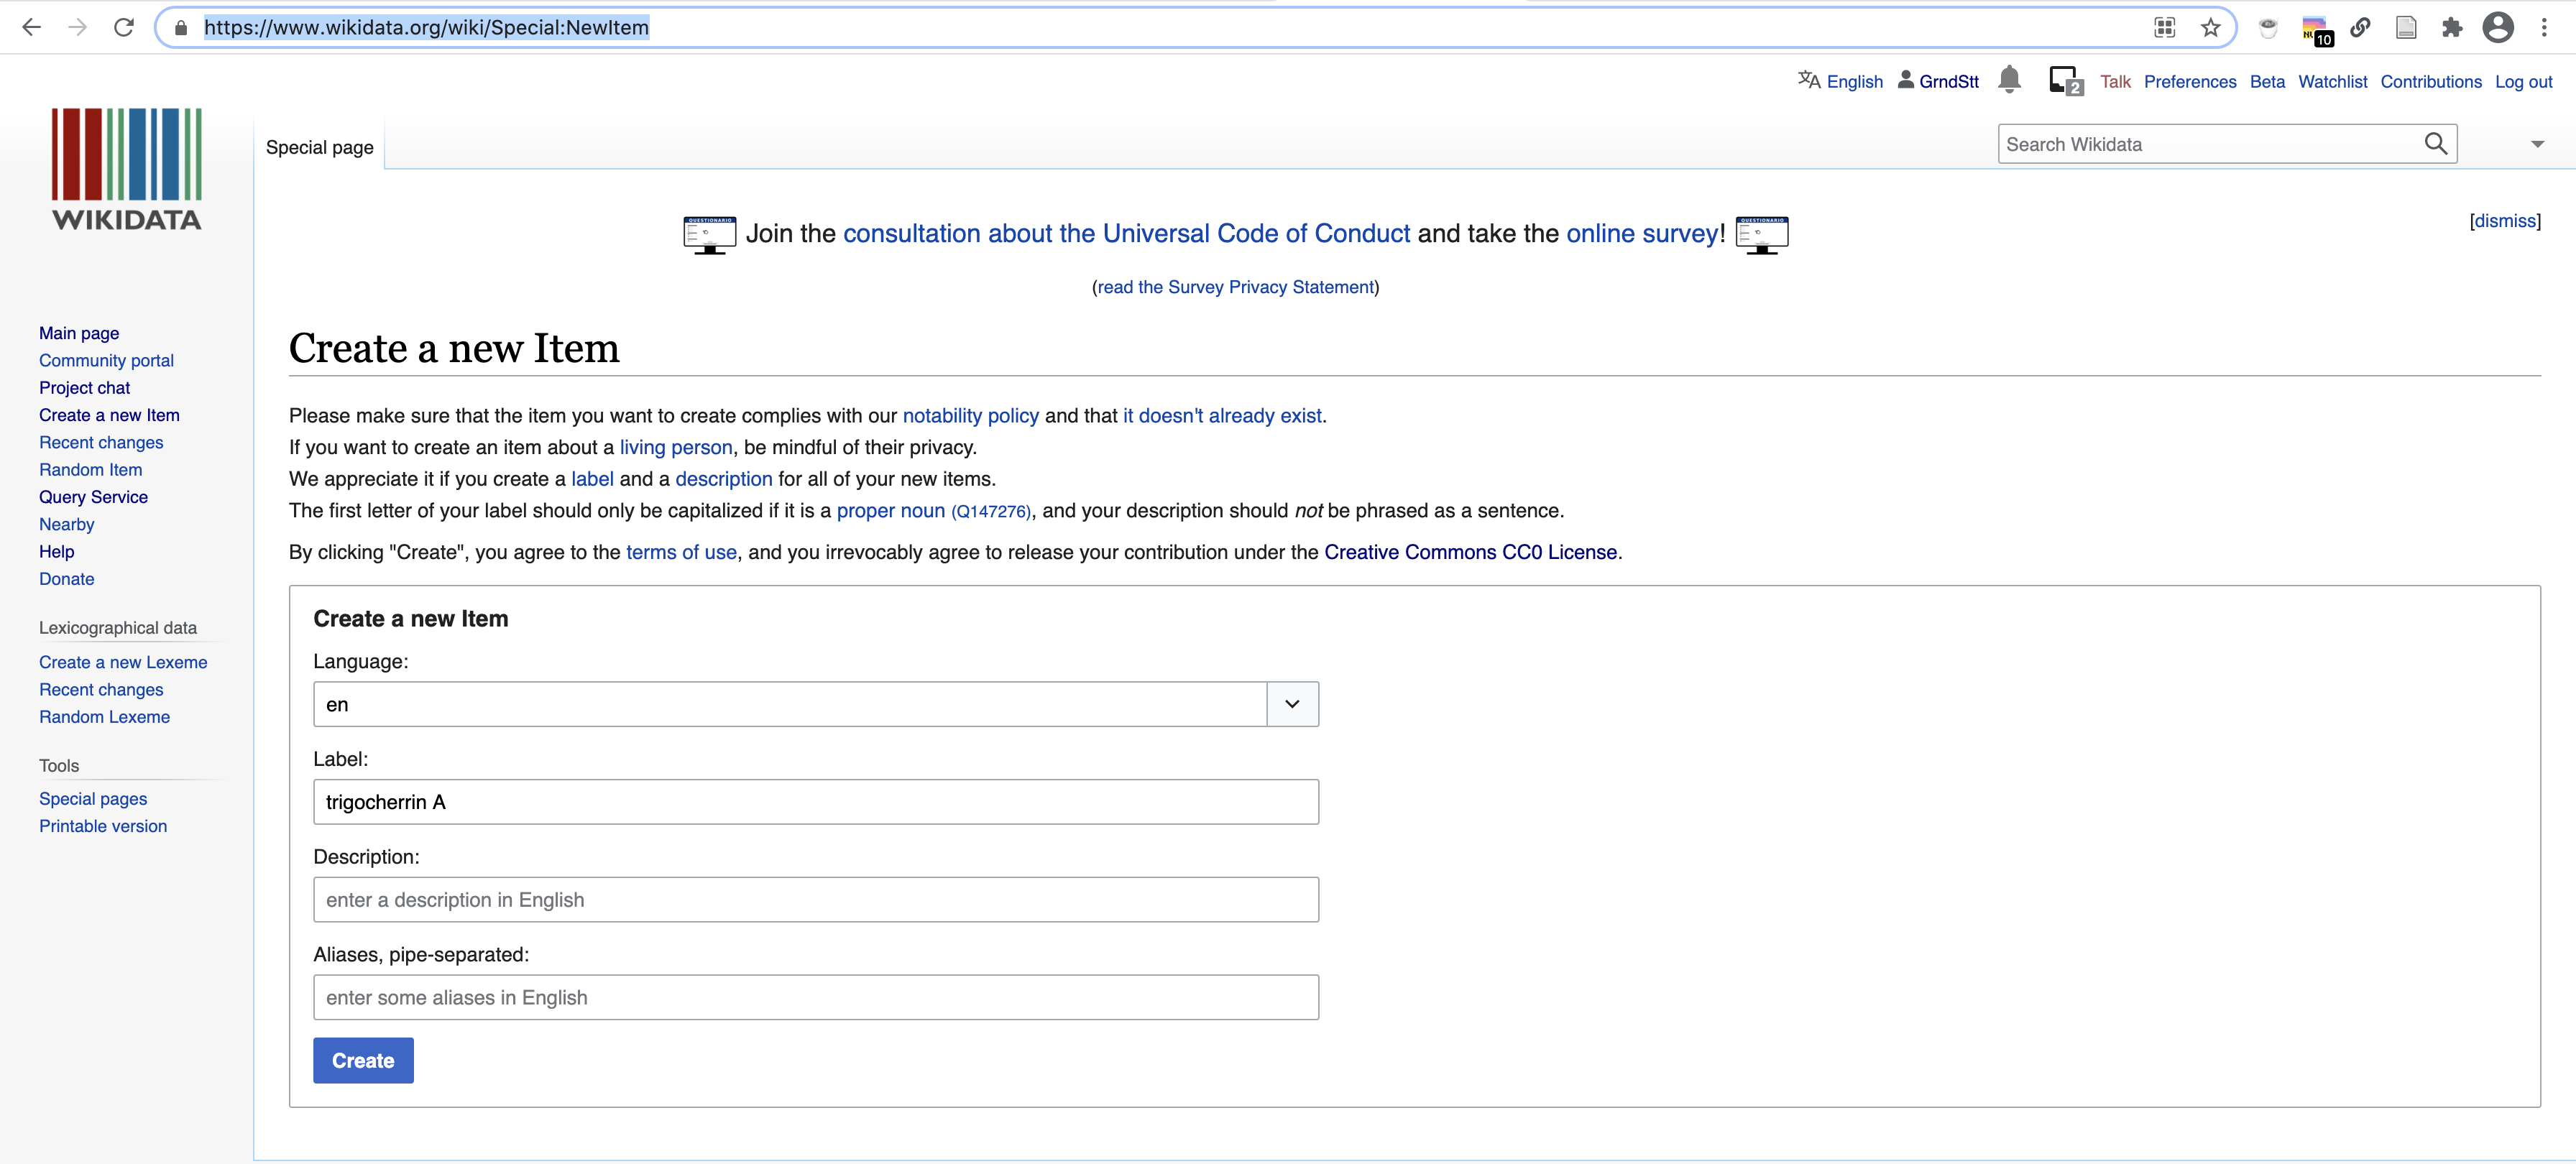 https://www.wikidata.org/wiki/Special:NewItem
10
English GrndStt 2 Talk Preferences Beta Watchlist Contributions Log out
WIKIDATA
Special page
Search Wikidata
QUESTIONARIO Join the consultation about the Universal Code of Conduct and take the online survey! QUESTIONARIO
[dismiss]
(read the Survey Privacy Statement)
Main page
Community portal
Project chat
Create a new Item
Recent changes
Random Item
Query Service
Nearby
Help
Donate
Lexicographical data
Create a new Lexeme
Recent changes
Random Lexeme
Tools
Special pages
Printable version
Create a new Item
Please make sure that the item you want to create complies with our notability policy and that it doesn't already exist.
If you want to create an item about a living person, be mindful of their privacy.
We appreciate it if you create a label and a description for all of your new items.
The first letter of your label should only be capitalized if it is a proper noun (Q147276), and your description should not be phrased as a sentence.
By clicking "Create", you agree to the terms of use, and you irrevocably agree to release your contribution under the Creative Commons CC0 License.
Create a new Item
Language:
en
Label:
trigocherrin A
Description:
enter a description in English
Aliases, pipe-separated:
enter some aliases in English
Create